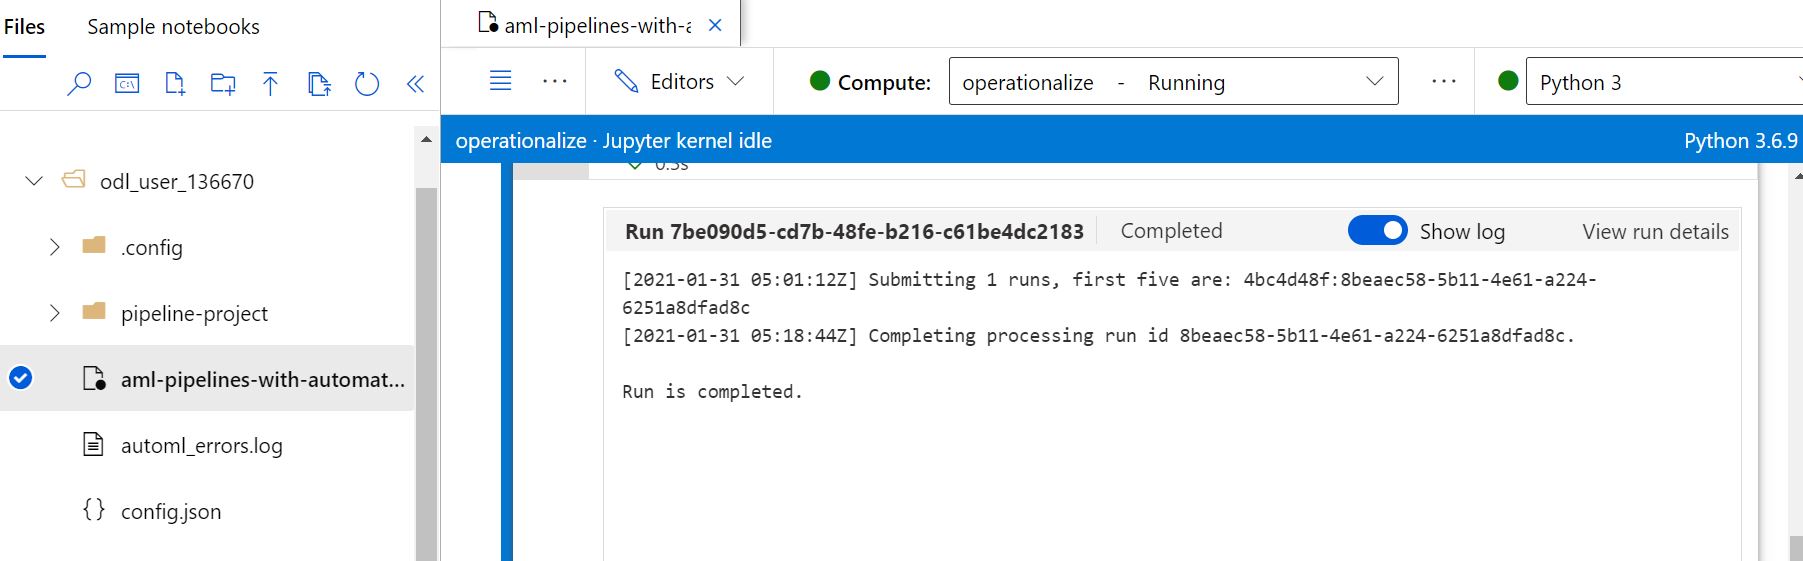 Files
Sample notebooks
odl_user_136670
.config
pipeline-project
aml-pipelines-with-automat...
automl_errors.log
config.json
aml-pipelines-with-a
Editors
Compute:
operationalize - Running
Python 3
operationalize · Jupyter kernel idle
Python 3.6.9
0.3s
Run 7be090d5-cd7b-48fe-b216-c61be4dc2183
Completed
Show log
View run details
[2021-01-31 05:01:12Z] Submitting 1 runs, first five are: 4bc4d48f:8beaec58-5b11-4e61-a224-
6251a8dfad8c
[2021-01-31 05:18:44Z] Completing processing run id 8beaec58-5b11-4e61-a224-6251a8dfad8c.
Run is completed.